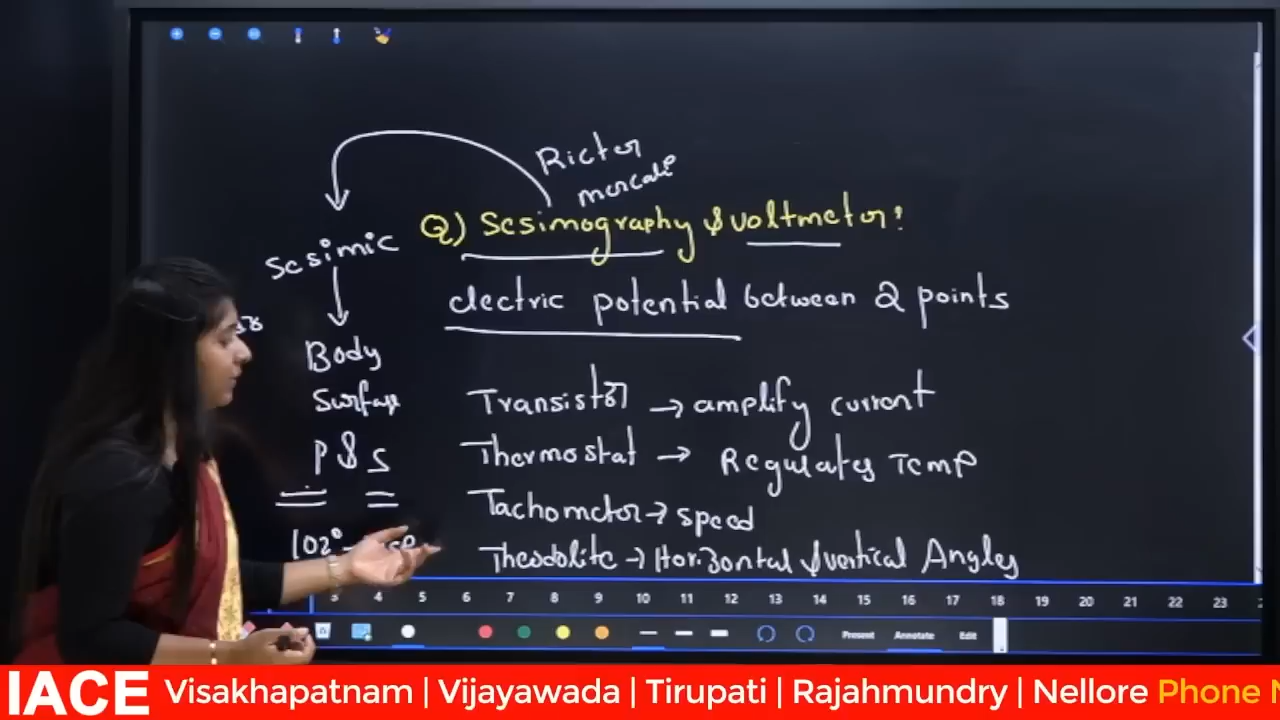 Ricter
mercali
Q) Sesimography & voltmeter?
Sesimic
electric potential between 2 points
Body
Surface
P & S
Transistor → amplify current
Thermostat → Regulates Temp
Tachometer → speed
Theodolite → Horizontal & vertical Angles
3 4 5 6 7 8 9 10 11 12 13 14 15 16 17 18 19 20 21 22 23
Present Annotate Edit
IACE Visakhapatnam | Vijayawada | Tirupati | Rajahmundry | Nellore Phone